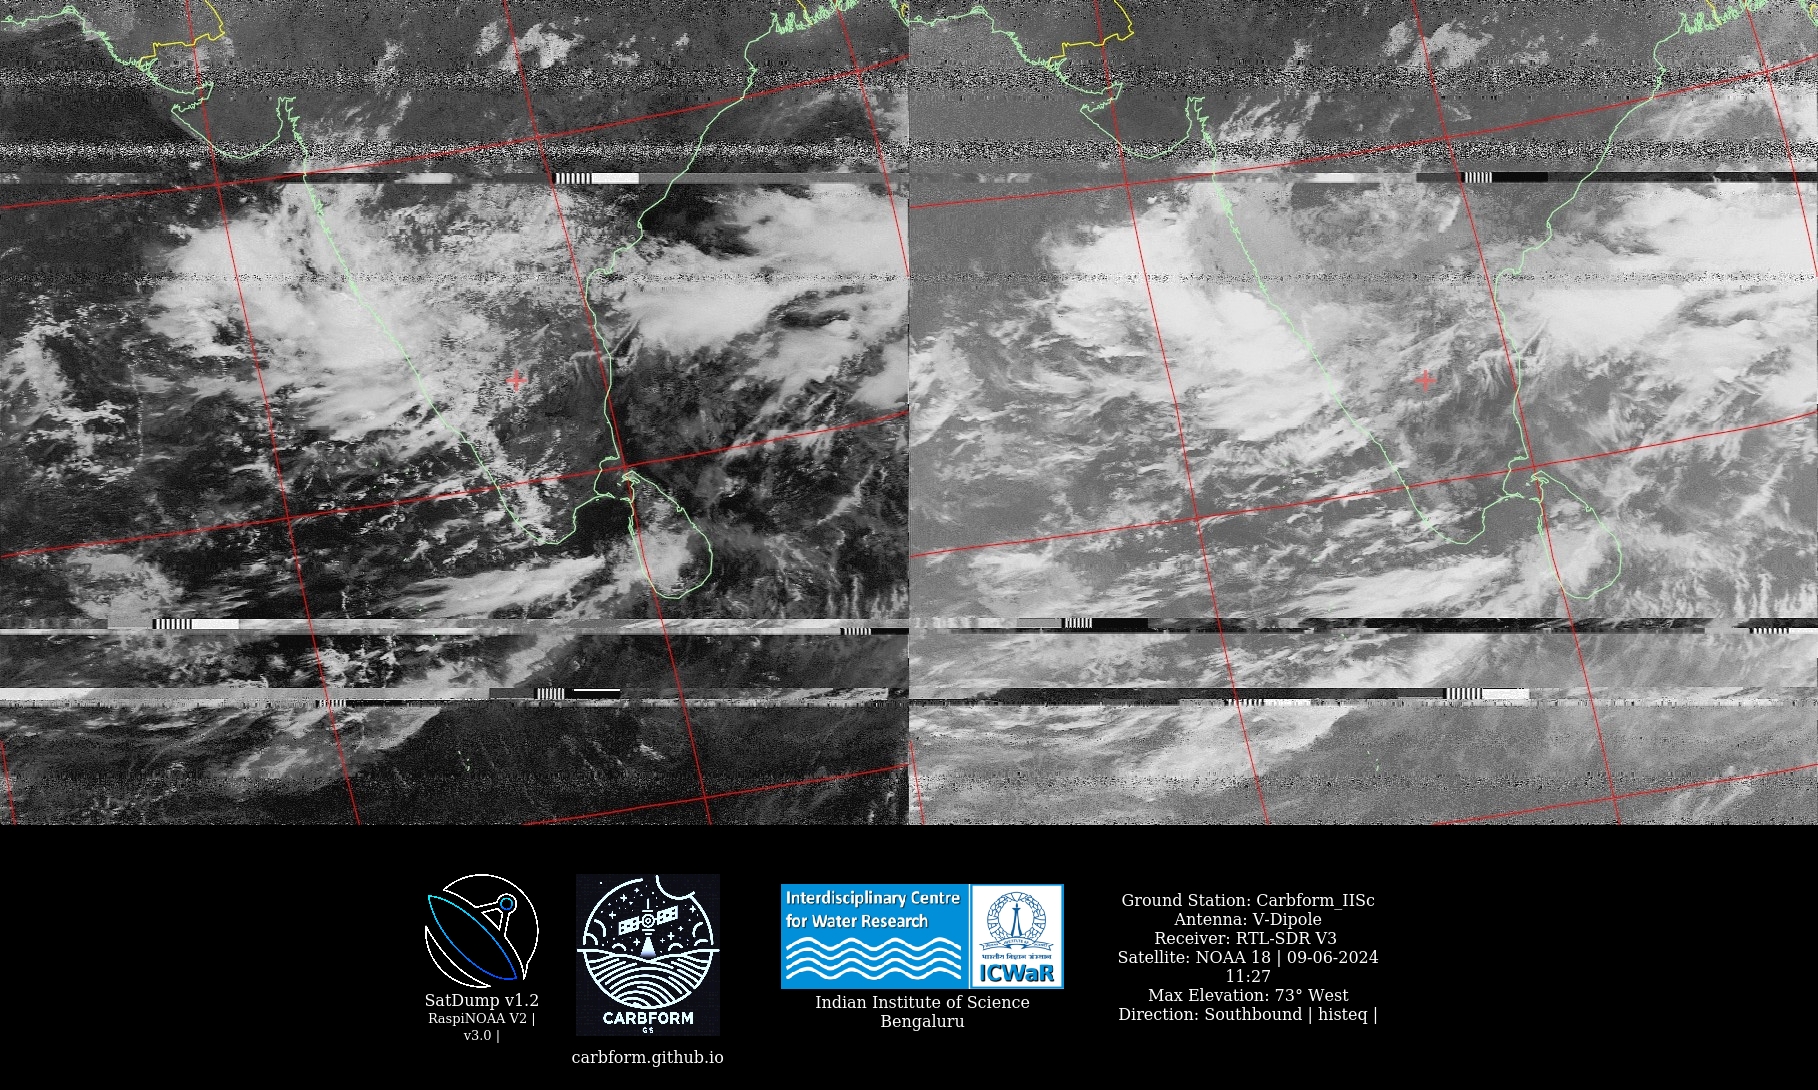 SatDump v1.2
RaspiNOAA V2 |
v3.0 |
CARBFORM
GS
carbform.github.io
Interdisciplinary Centre
for Water Research
भारतीय विज्ञान संस्थान
ICWaR
Indian Institute of Science
Bengaluru
Ground Station: Carbform_IISc
Antenna: V-Dipole
Receiver: RTL-SDR V3
Satellite: NOAA 18 | 09-06-2024
11:27
Max Elevation: 73° West
Direction: Southbound | histeq |